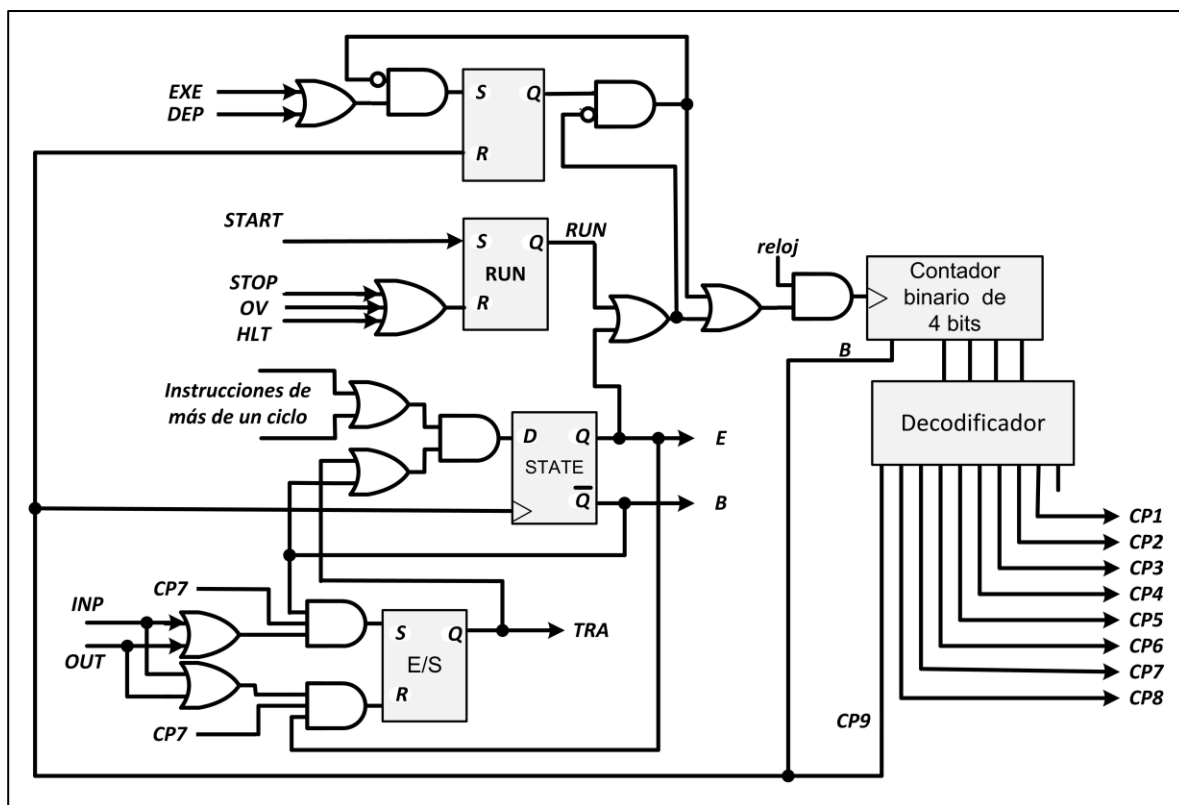 EXE
DEP
S
Q
R
START
S
Q
RUN
RUN
R
STOP
OV
HLT
reloj
Contador
binario de
4 bits
B
Decodificador
Instrucciones de
más de un ciclo
D
Q
STATE
Q
E
B
CP1
CP2
CP3
CP4
CP5
CP6
CP7
CP8
CP9
CP7
INP
OUT
S
Q
E/S
R
TRA
CP7